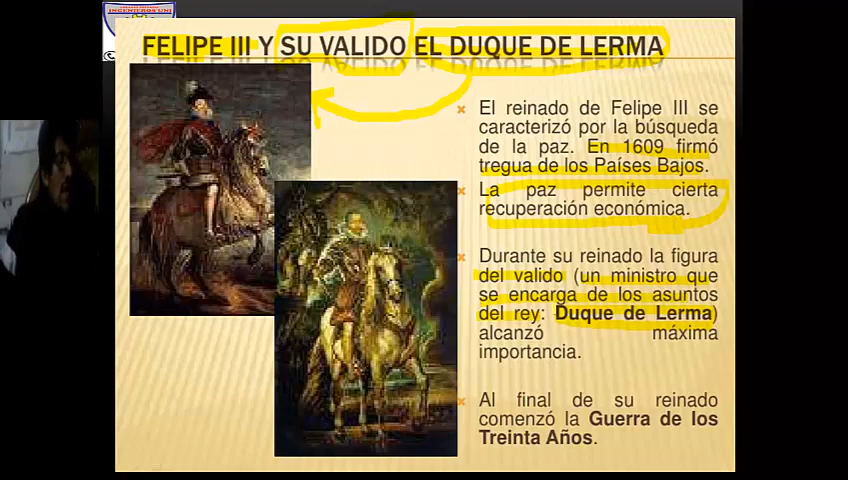 INGENIEROS UNI
FELIPE III Y SU VALIDO EL DUQUE DE LERMA
El reinado de Felipe III se
caracterizó por la búsqueda
de la paz. En 1609 firmó
tregua de los Países Bajos.
La paz permite cierta
recuperación económica.
Durante su reinado la figura
del valido (un ministro que
se encarga de los asuntos
del rey: Duque de Lerma)
alcanzó máxima
importancia.
Al final de su reinado
comenzó la Guerra de los
Treinta Años.